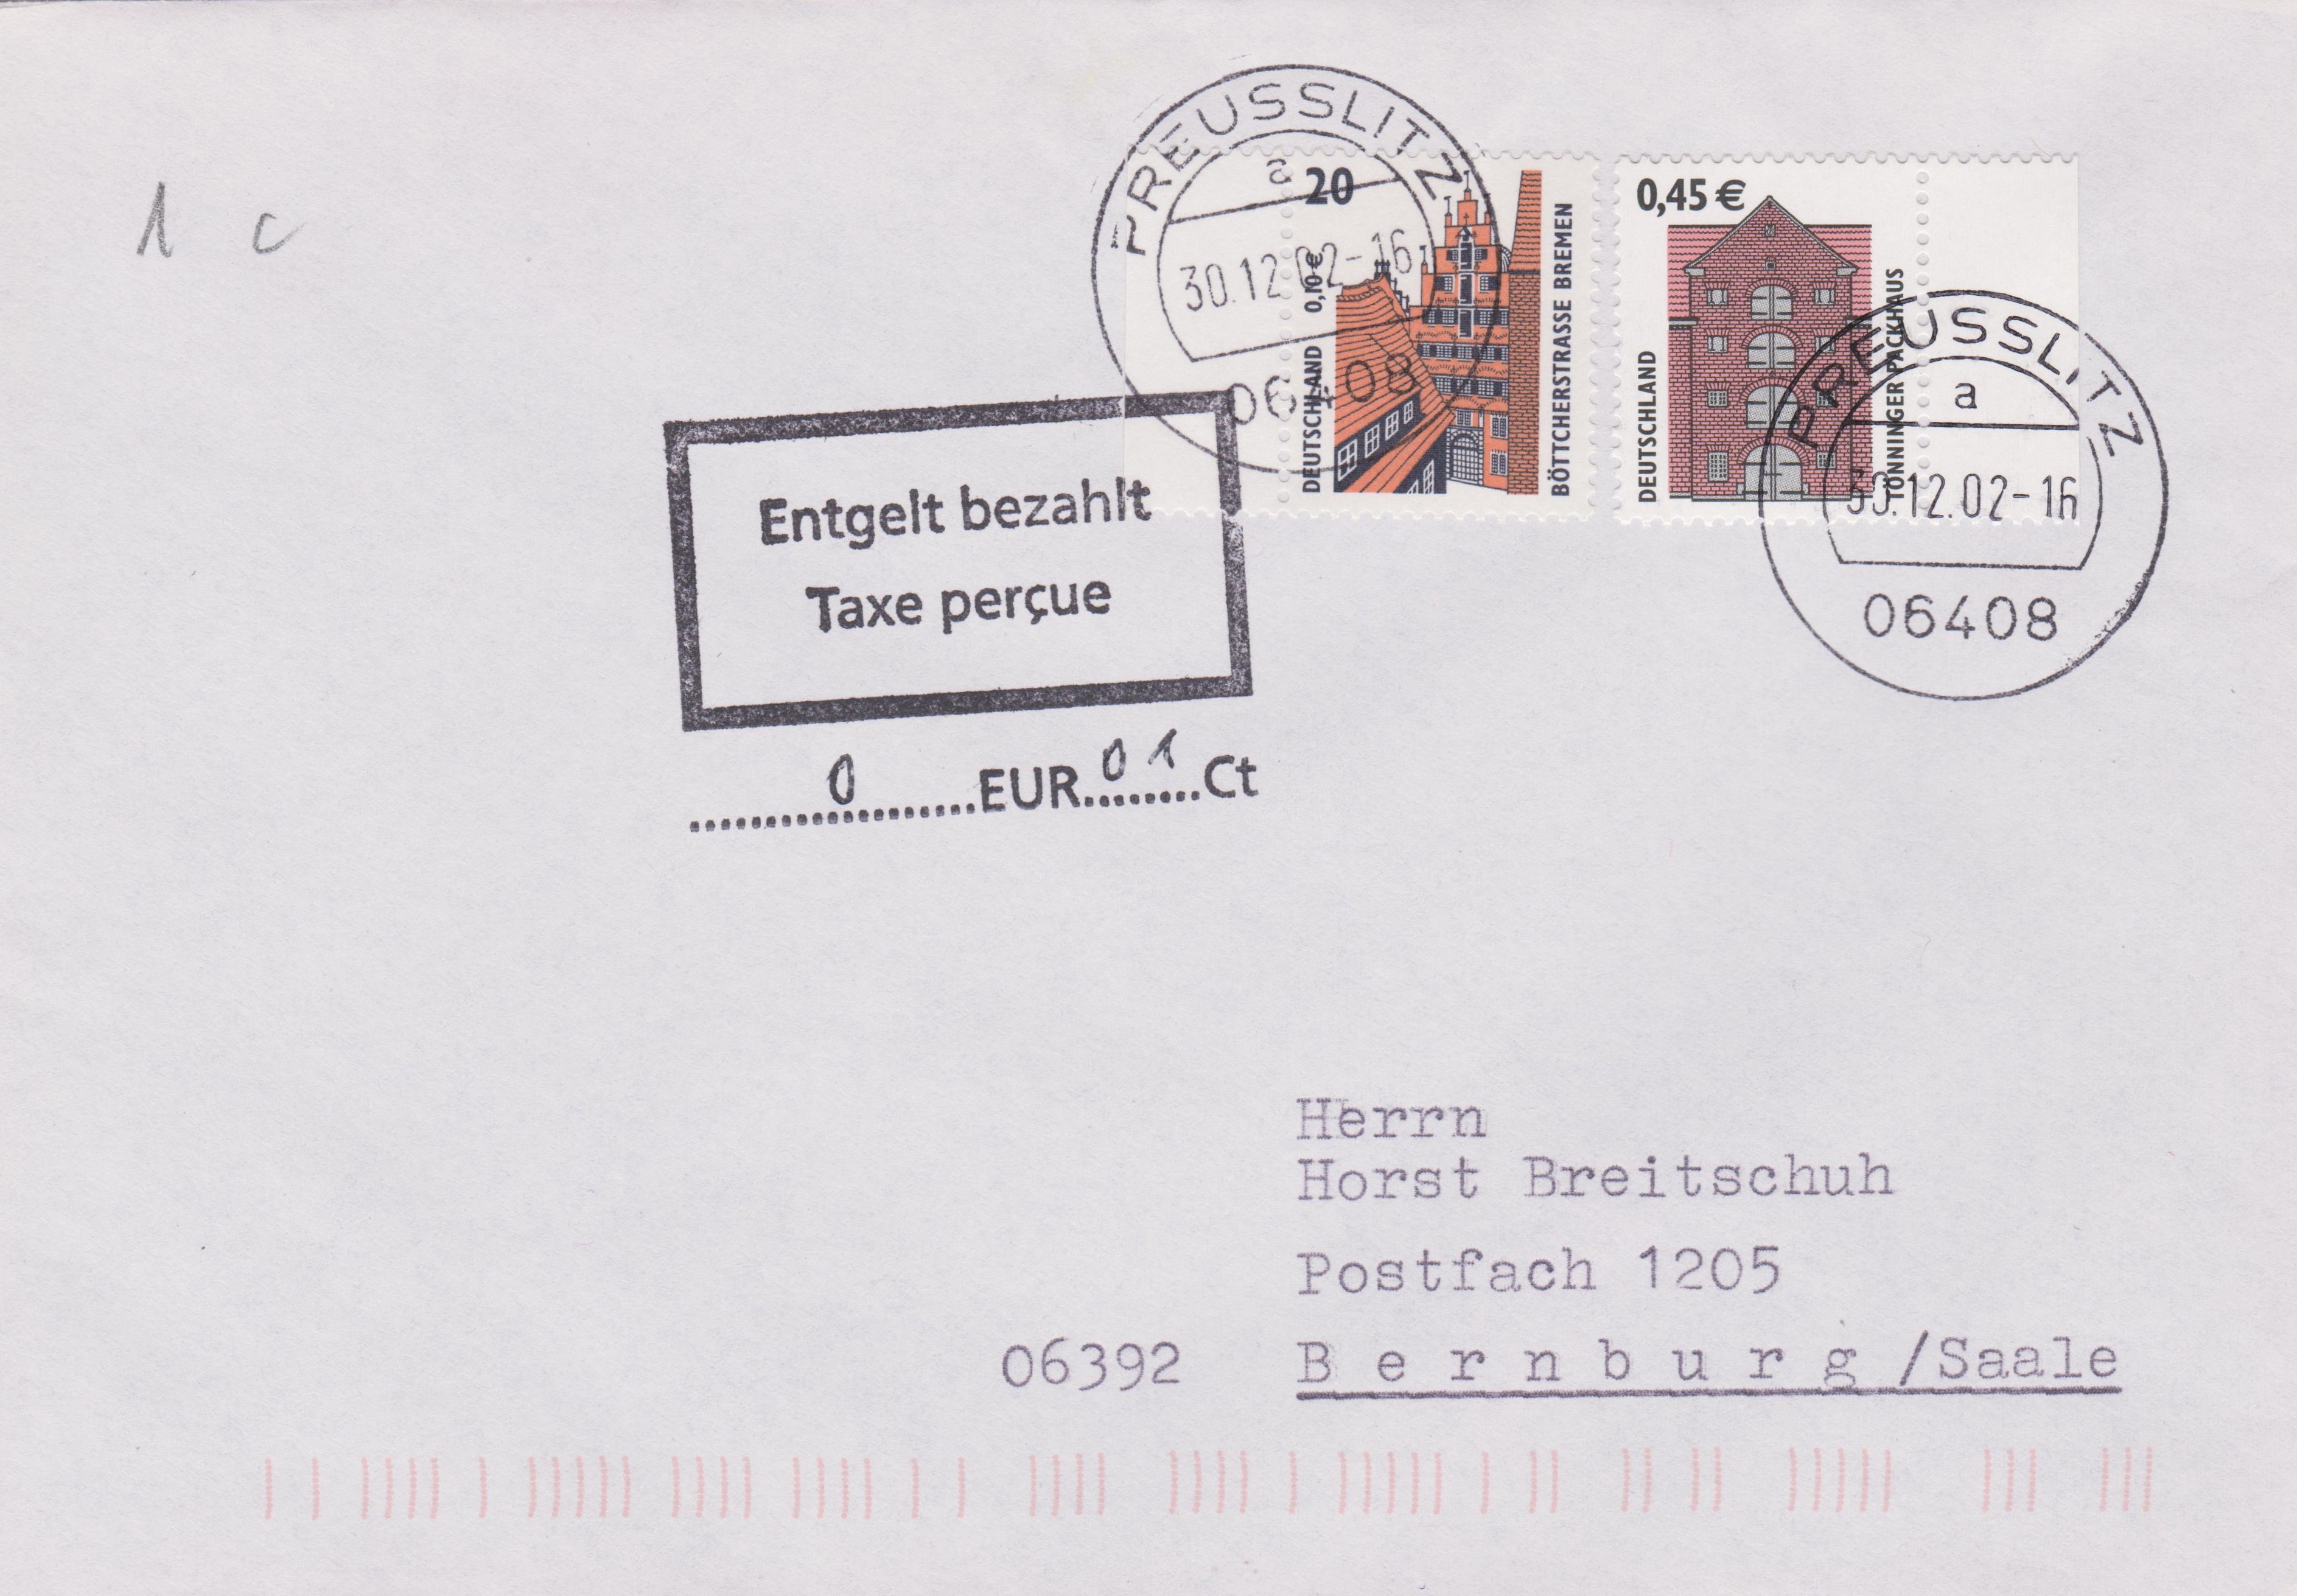 PREUSSLITZ
a
30.12.02-16
06408
20
0,10 €
DEUTSCHLAND
BÖTTCHERSTRASSE BREMEN
0,45 €
DEUTSCHLAND
TÖNNINGER PACKHAUS
PREUSSLITZ
a
30.12.02-16
06408
1 c
Entgelt bezahlt
Taxe perçue
0 EUR 01 Ct
Herrn
Horst Breitschuh
Postfach 1205
06392 Bernburg/Saale